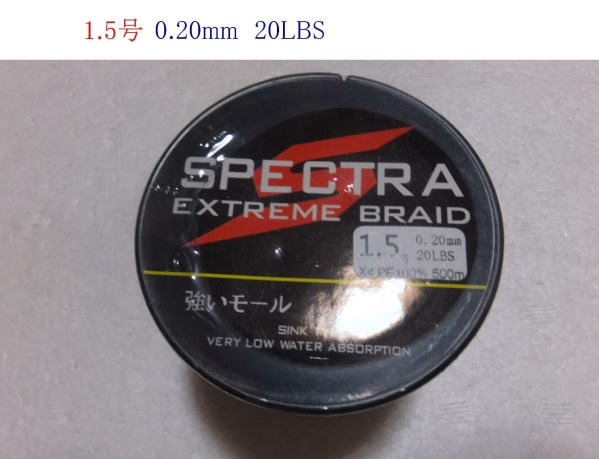 1.5号 0.20mm 20LBS
SPECTRA
EXTREME BRAID
1.5号 0.20mm
20LBS
X4 PE100% 500m
強いモール
SINK
VERY LOW WATER ABSORPTION